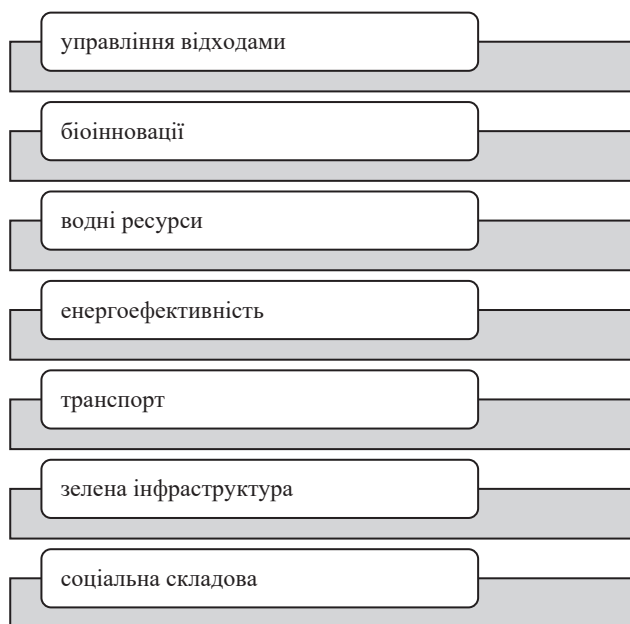 управління відходами
біоінновації
водні ресурси
енергоефективність
транспорт
зелена інфраструктура
соціальна складова